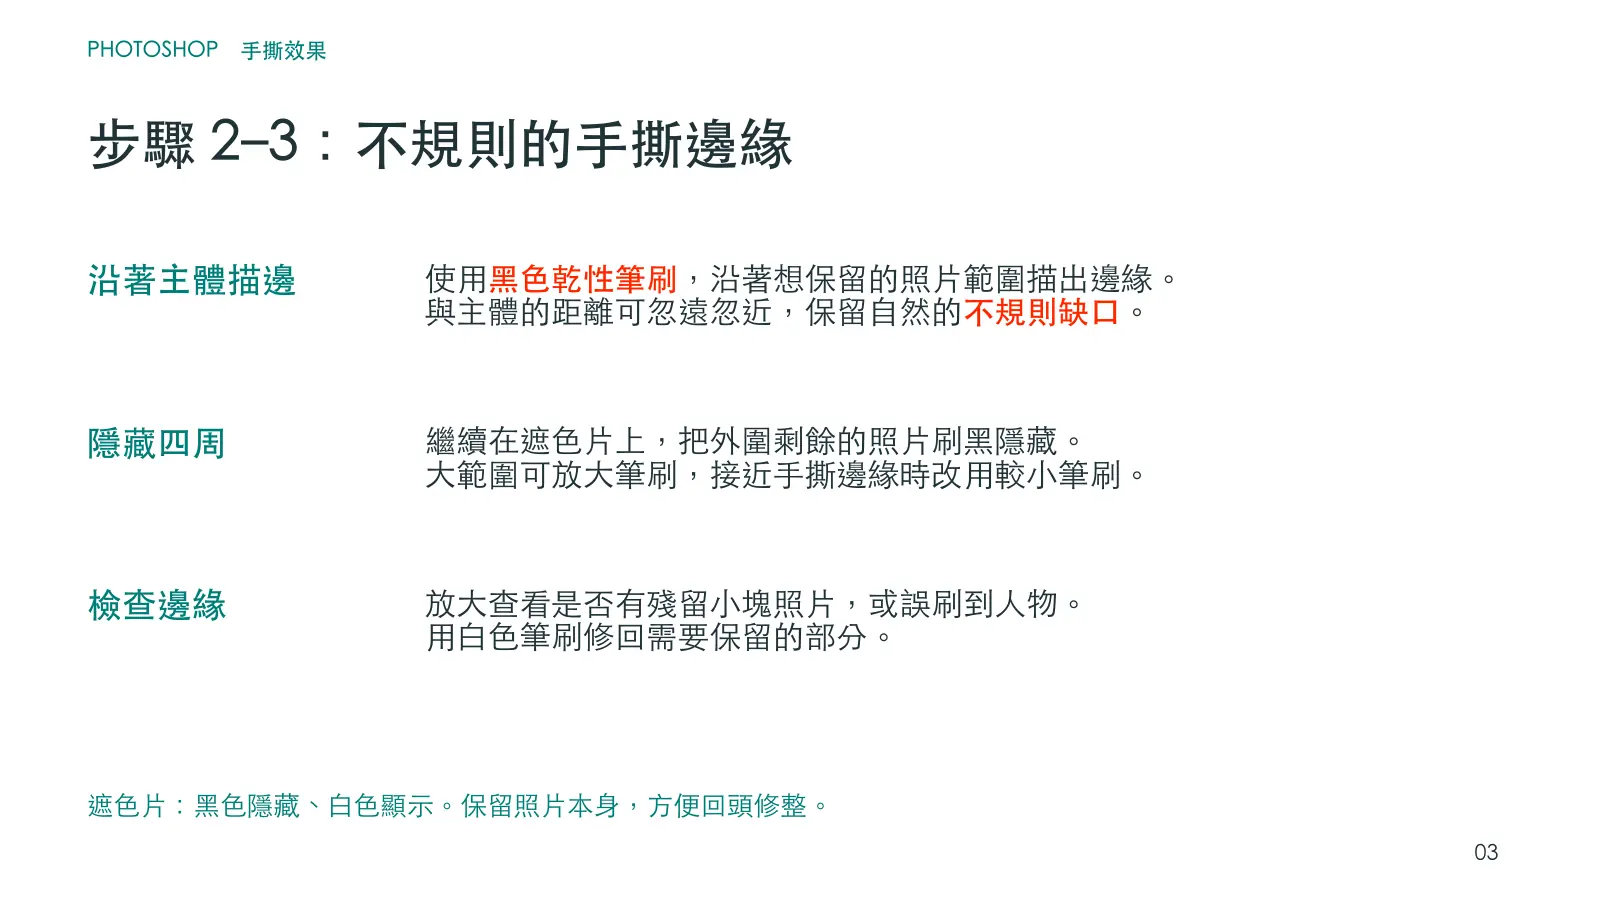 PHOTOSHOP 手撕效果
步驟 2–3：不規則的手撕邊緣
沿著主體描邊
使用黑色乾性筆刷，沿著想保留的照片範圍描出邊緣。
與主體的距離可忽遠忽近，保留自然的不規則缺口。
隱藏四周
繼續在遮色片上，把外圍剩餘的照片刷黑隱藏。
大範圍可放大筆刷，接近手撕邊緣時改用較小筆刷。
檢查邊緣
放大查看是否有殘留小塊照片，或誤刷到人物。
用白色筆刷修回需要保留的部分。
遮色片：黑色隱藏、白色顯示。保留照片本身，方便回頭修整。
03